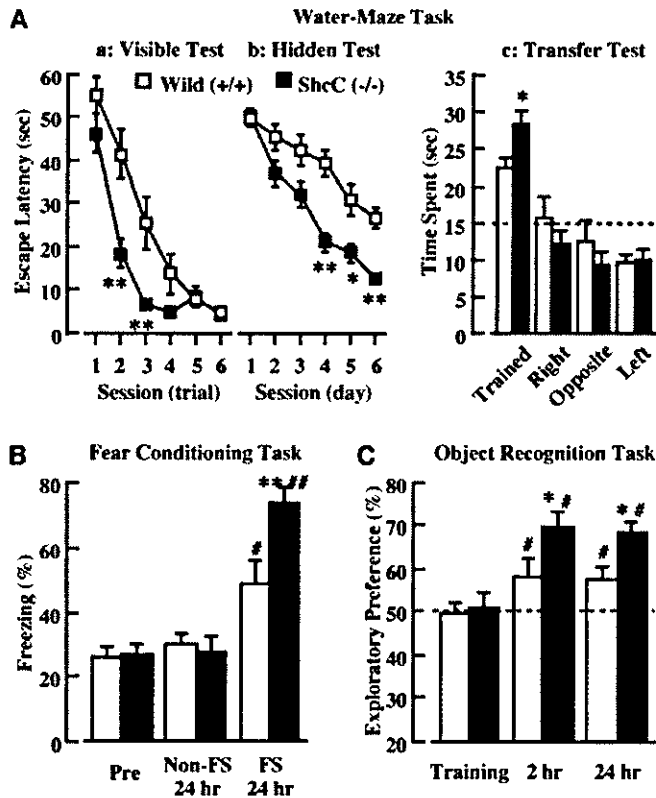 A
Water-Maze Task
a: Visible Test
b: Hidden Test
c: Transfer Test
Wild (+/+)
ShcC (-/-)
Escape Latency (sec)
60
50
40
30
20
10
0
**
**
1 2 3 4 5 6
Session (trial)
**
*
**
1 2 3 4 5 6
Session (day)
Time Spent (sec)
35
30
25
20
15
10
5
0
*
Trained
Right
Opposite
Left
B
Fear Conditioning Task
Freezing (%)
80
60
40
20
0
#
**,##
Pre
Non-FS
24 hr
FS
24 hr
C
Object Recognition Task
Exploratory Preference (%)
80
70
60
50
40
30
20
#
*#
#
*#
Training
2 hr
24 hr